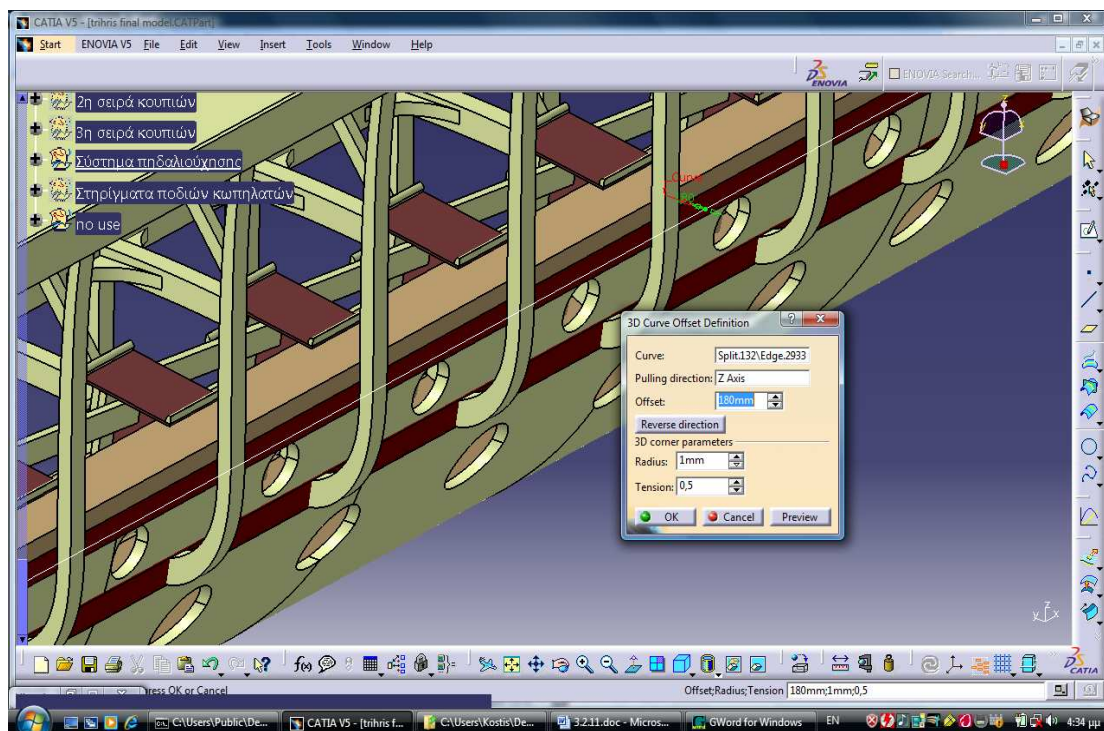 CATIA V5 - [trihris final model.CATPart]
Start ENOVIA V5 File Edit View Insert Tools Window Help
ENOVIA
ENOVIA Search...
2η σειρά κουπιών
3η σειρά κουπιών
Σύστημα πηδαλιούχησης
Στηρίγματα ποδιών κωπηλατών
no use
Curve
z
3D Curve Offset Definition
Curve: Split.132\Edge.2933
Pulling direction: Z Axis
Offset: 180mm
Reverse direction
3D corner parameters
Radius: 1mm
Tension: 0,5
OK Cancel Preview
z
y x
f(x)
CATIA
press OK or Cancel
Offset;Radius;Tension 180mm;1mm;0,5
C:\Users\Public\De... CATIA V5 - [trihris f... C:\Users\Kostis\De... 3.2.11.doc - Micros... GWord for Windows EN 4:34 μμ